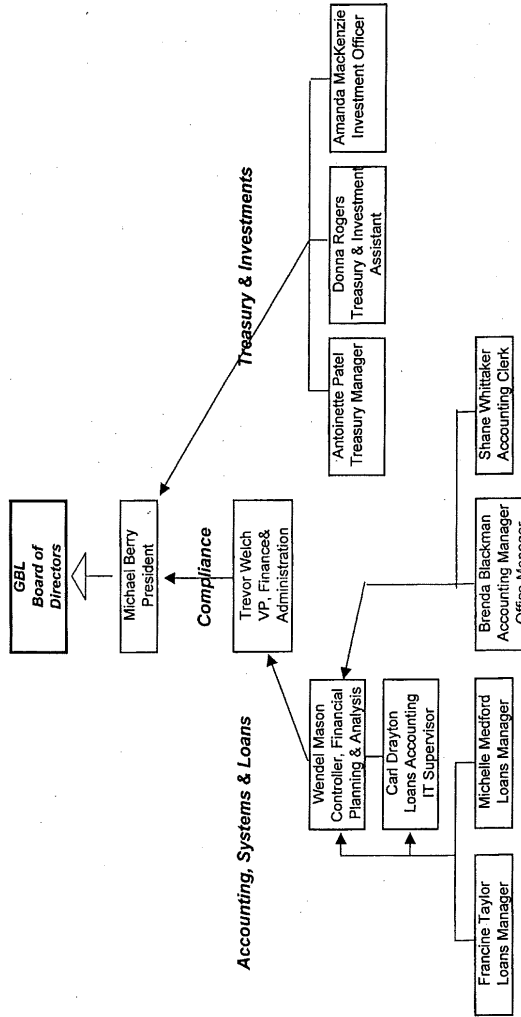 GBL
Board of
Directors
Michael Berry
President
Compliance
Trevor Welch
VP, Finance&
Administration
Accounting, Systems & Loans
Treasury & Investments
Wendel Mason
Controller, Financial
Planning & Analysis
Carl Drayton
Loans Accounting
IT Supervisor
Antoinette Patel
Treasury Manager
Donna Rogers
Treasury & Investment
Assistant
Amanda MacKenzie
Investment Officer
Francine Taylor
Loans Manager
Michelle Medford
Loans Manager
Brenda Blackman
Accounting Manager
Office Manager
Shane Whittaker
Accounting Clerk